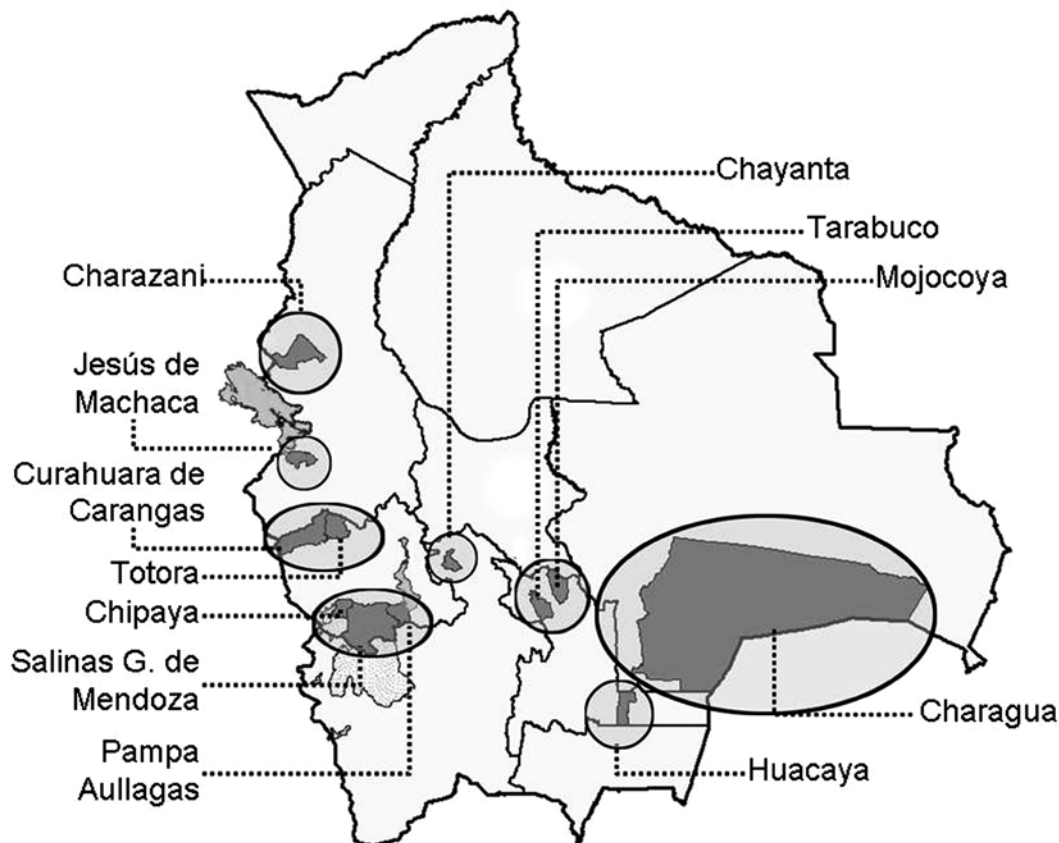 Chayanta
Tarabuco
Mojocoya
Charazani
Jesús de
Machaca
Curahuara de
Carangas
Totora
Chipaya
Salinas G. de
Mendoza
Pampa
Aullagas
Charagua
Huacaya